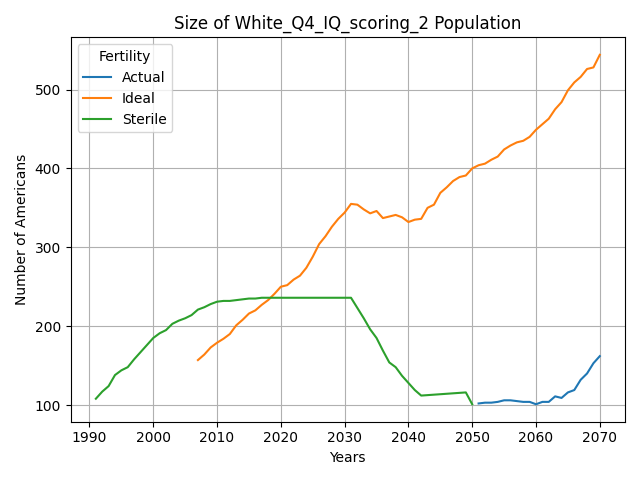 Size of White_Q4_IQ_scoring_2 Population
Fertility
Actual
Ideal
Sterile
Number of Americans
500
400
300
200
100
1990 2000 2010 2020 2030 2040 2050 2060 2070
Years